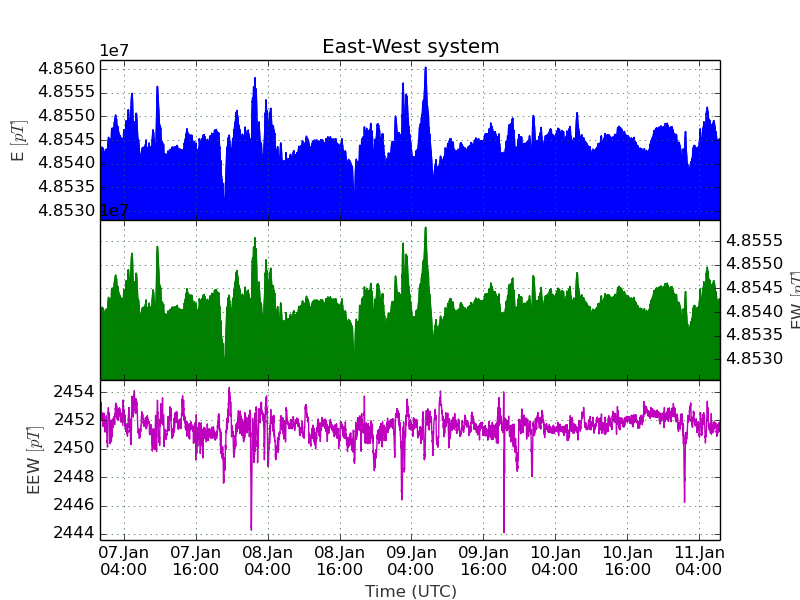 East-West system
1e7
4.8560
4.8555
4.8550
4.8545
4.8540
4.8535
4.8530
E [pT]
1e7
4.8555
4.8550
4.8545
4.8540
4.8535
4.8530
EW [pT]
2454
2452
2450
2448
2446
2444
EEW [pT]
07.Jan 07.Jan 08.Jan 08.Jan 09.Jan 09.Jan 10.Jan 10.Jan 11.Jan
04:00 16:00 04:00 16:00 04:00 16:00 04:00 16:00 04:00
Time (UTC)